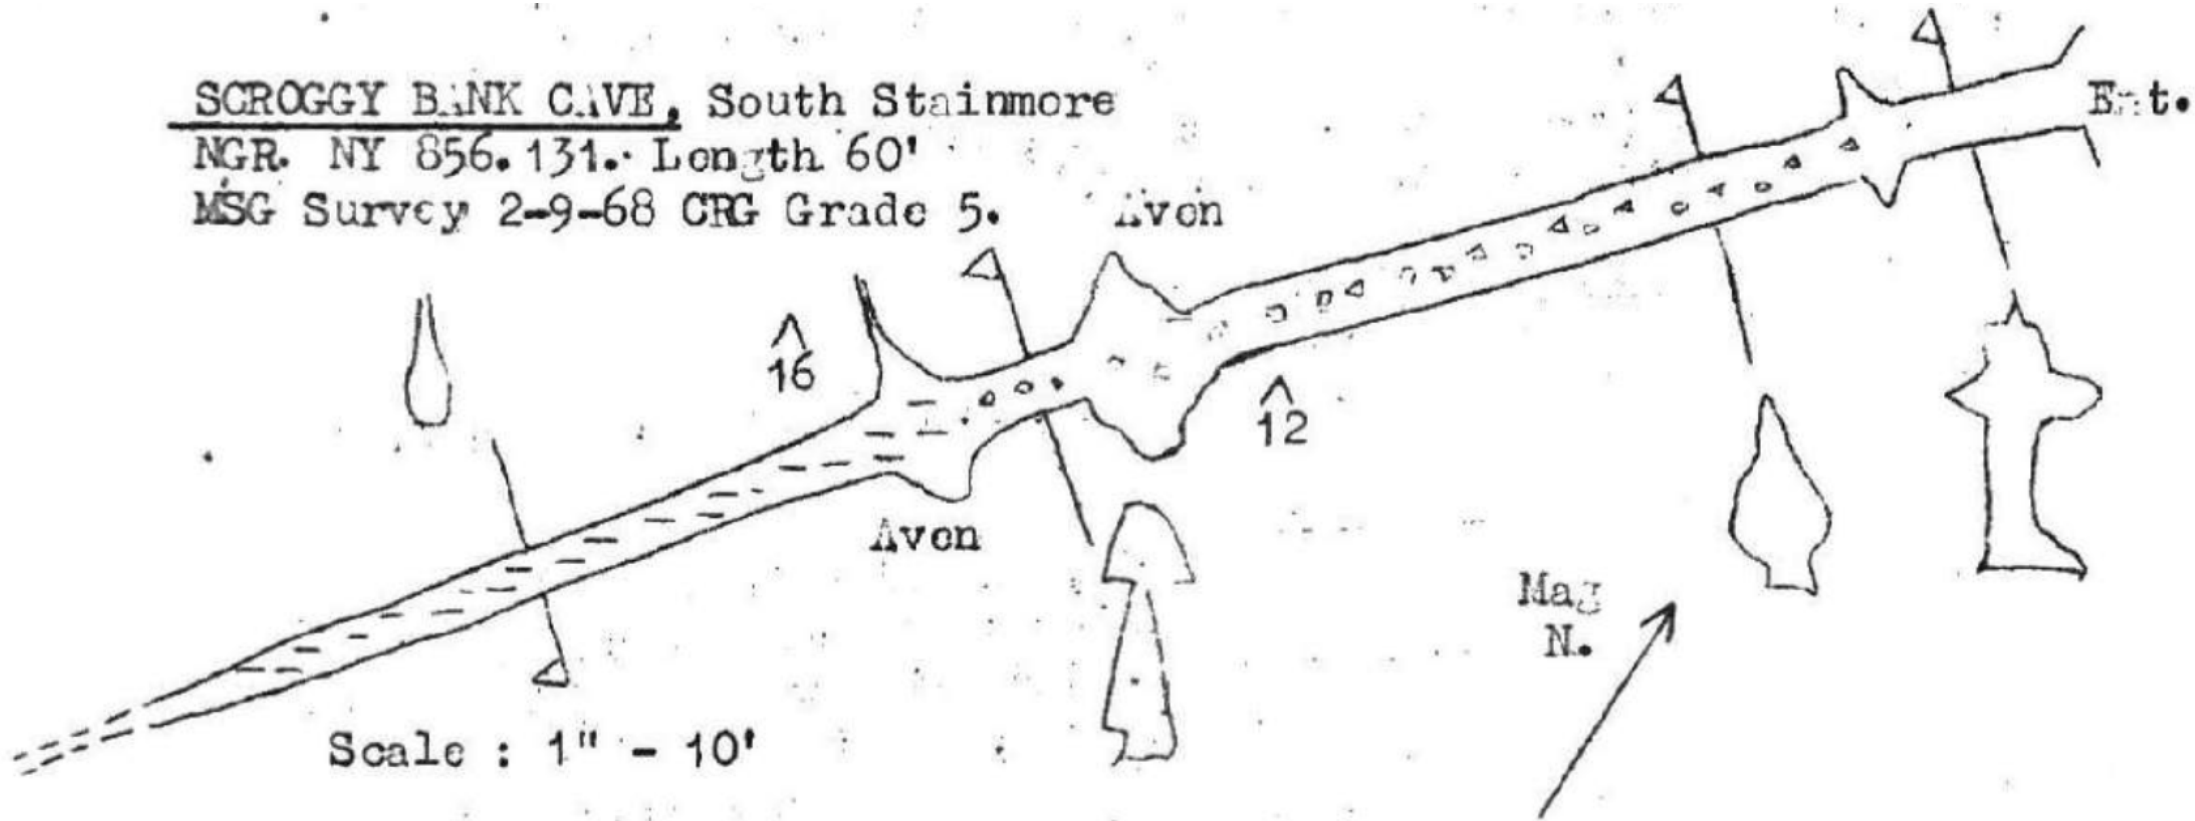 SCROGGY BANK CAVE, South Stainmore
NGR. NY 856.131. Length 60'
MSG Survey 2-9-68 CRG Grade 5.
Aven
Ent.
16
12
Aven
Mag
N.
Scale : 1" - 10'